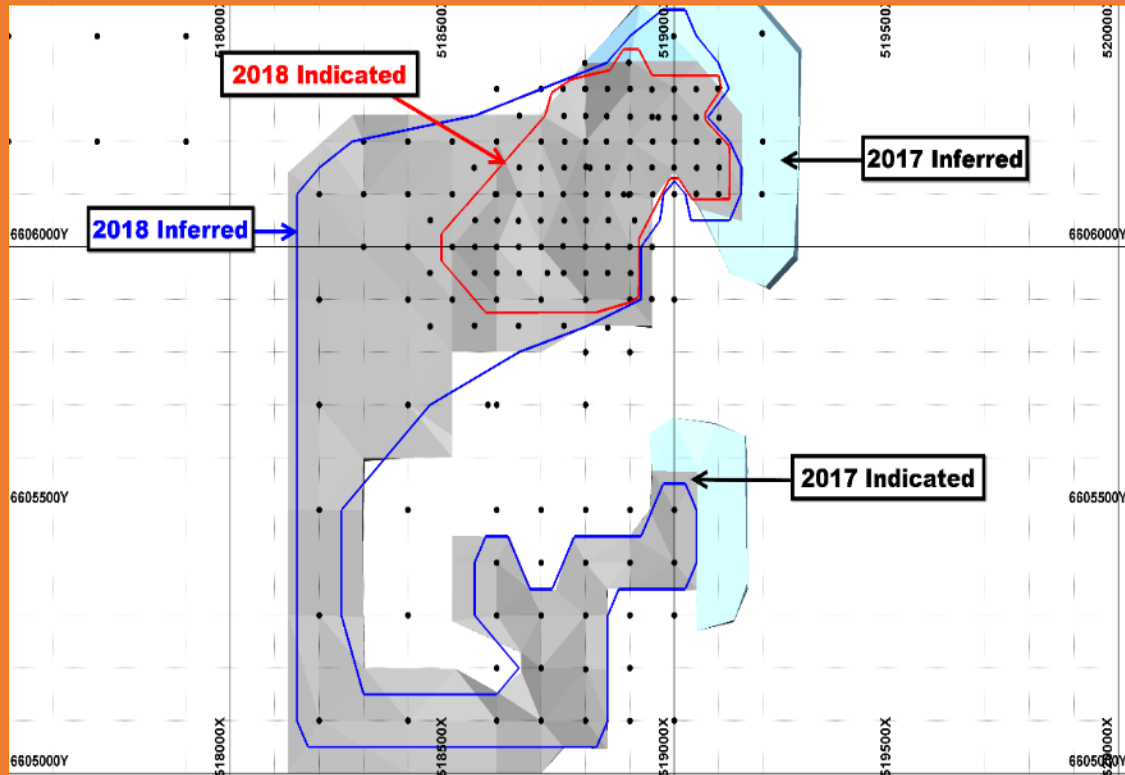 518000X
518500X
519000X
519500X
520000X
2018 Indicated
2017 Inferred
2018 Inferred
6606000Y
6606000Y
2017 Indicated
6605500Y
6605500Y
518000X
518500X
519000X
519500X
520000X
6605000Y
6605000Y